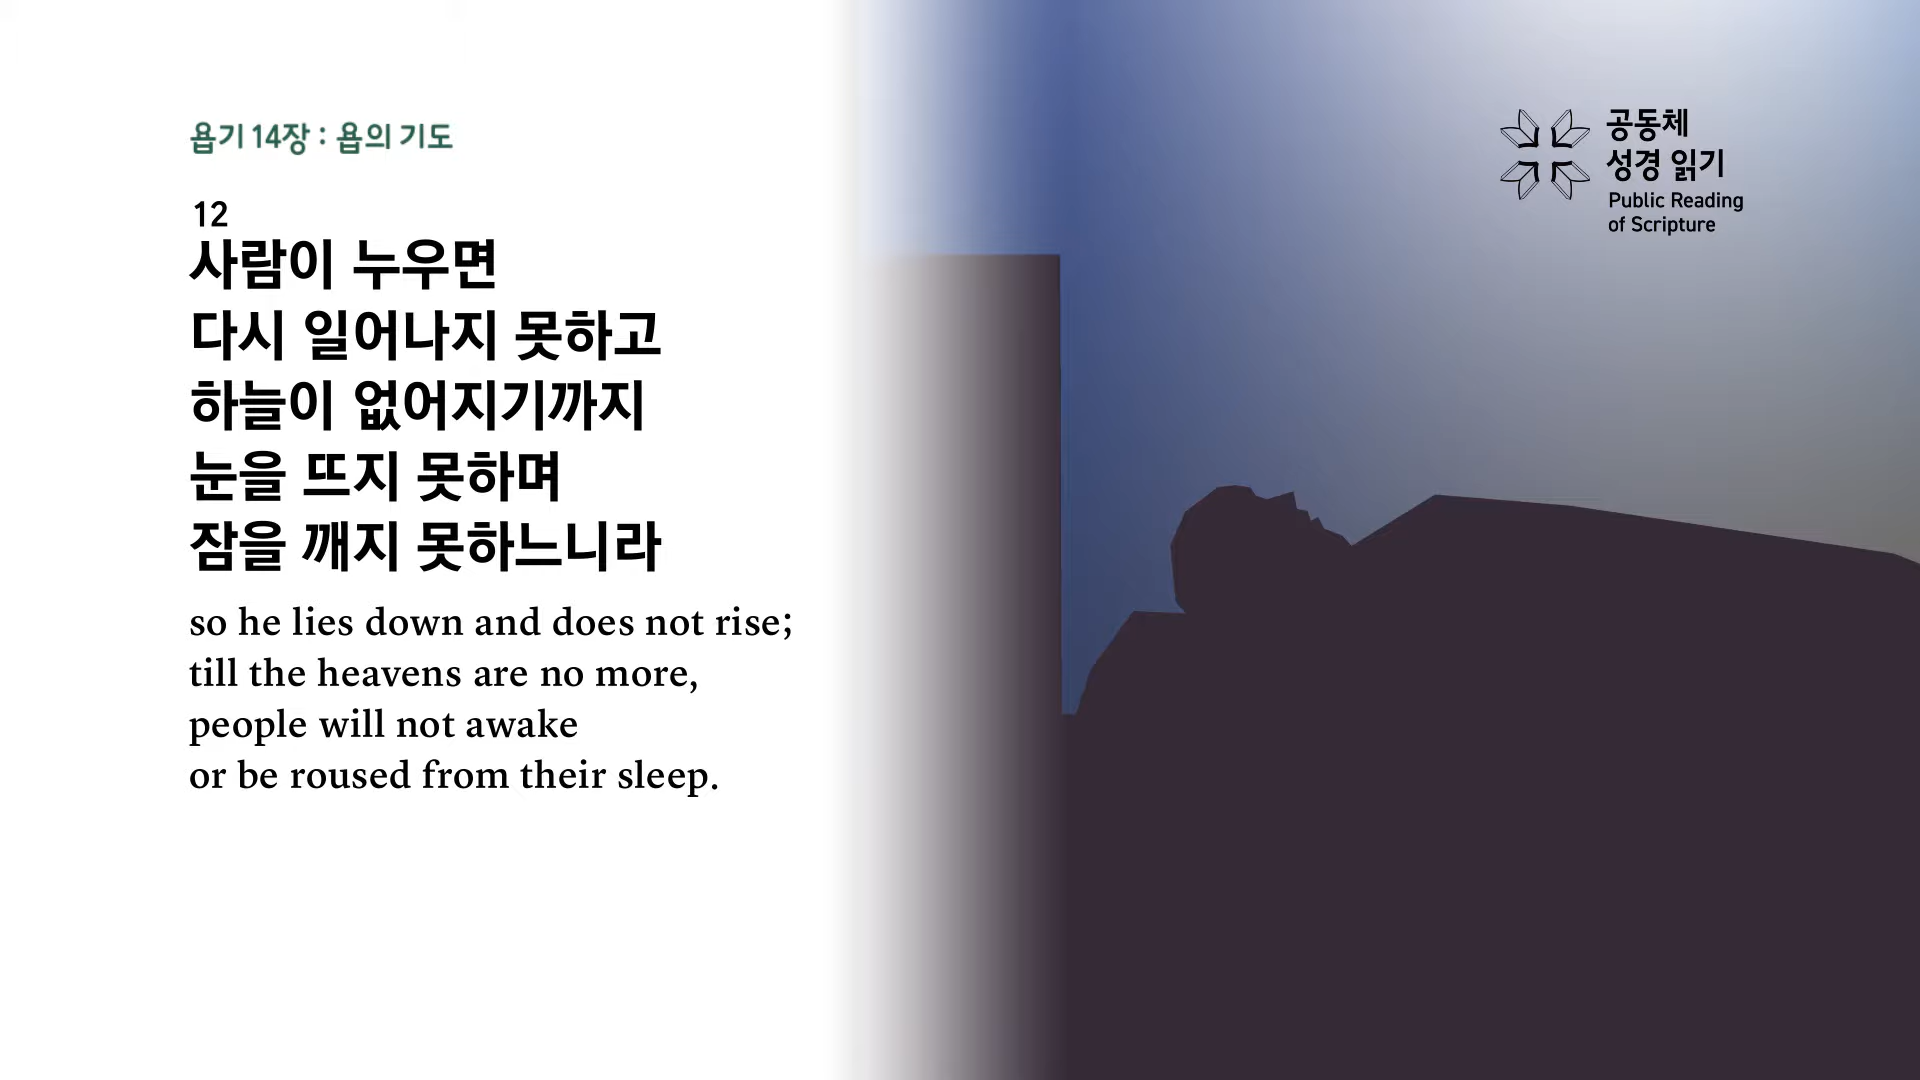 욥기 14장 : 욥의 기도
12
사람이 누우면
다시 일어나지 못하고
하늘이 없어지기까지
눈을 뜨지 못하며
잠을 깨지 못하느니라
so he lies down and does not rise;
till the heavens are no more,
people will not awake
or be roused from their sleep.
공동체
성경 읽기
Public Reading
of Scripture